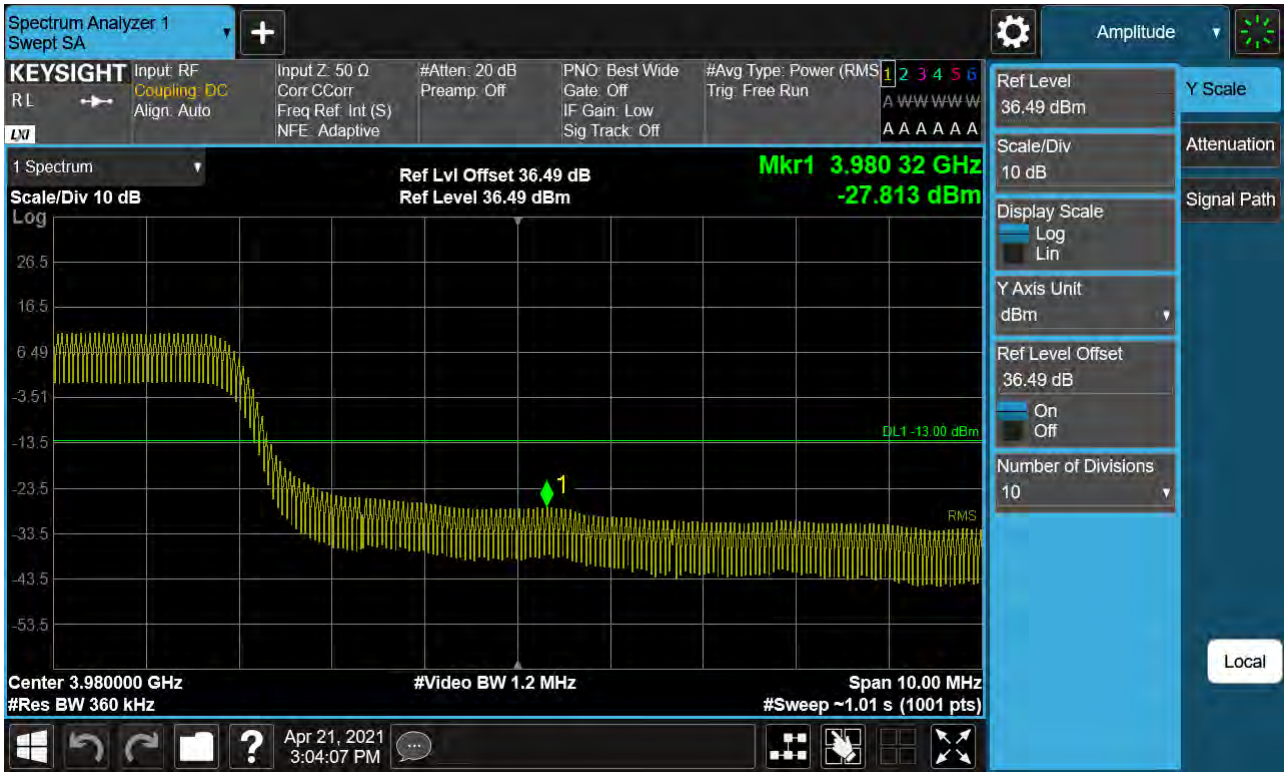 Spectrum Analyzer 1
Swept SA
Amplitude
KEYSIGHT
RL
LXI
Input: RF
Coupling: DC
Align: Auto
Input Z: 50 Ω
Corr CCorr
Freq Ref: Int (S)
NFE: Adaptive
#Atten: 20 dB
Preamp: Off
PNO: Best Wide
Gate: Off
IF Gain: Low
Sig Track: Off
#Avg Type: Power (RMS
Trig: Free Run
1 2 3 4 5 6
A W W W W W
A A A A A A
1 Spectrum
Scale/Div 10 dB
Ref Lvl Offset 36.49 dB
Ref Level 36.49 dBm
Mkr1 3.980 32 GHz
-27.813 dBm
Log
26.5
16.5
6.49
-3.51
-13.5
-23.5
-33.5
-43.5
-53.5
DL1 -13.00 dBm
1
RMS
Center 3.980000 GHz
#Video BW 1.2 MHz
Span 10.00 MHz
#Res BW 360 kHz
#Sweep ~1.01 s (1001 pts)
Ref Level
36.49 dBm
Scale/Div
10 dB
Display Scale
Log
Lin
Y Axis Unit
dBm
Ref Level Offset
36.49 dB
On
Off
Number of Divisions
10
Y Scale
Attenuation
Signal Path
Local
?
Apr 21, 2021
3:04:07 PM